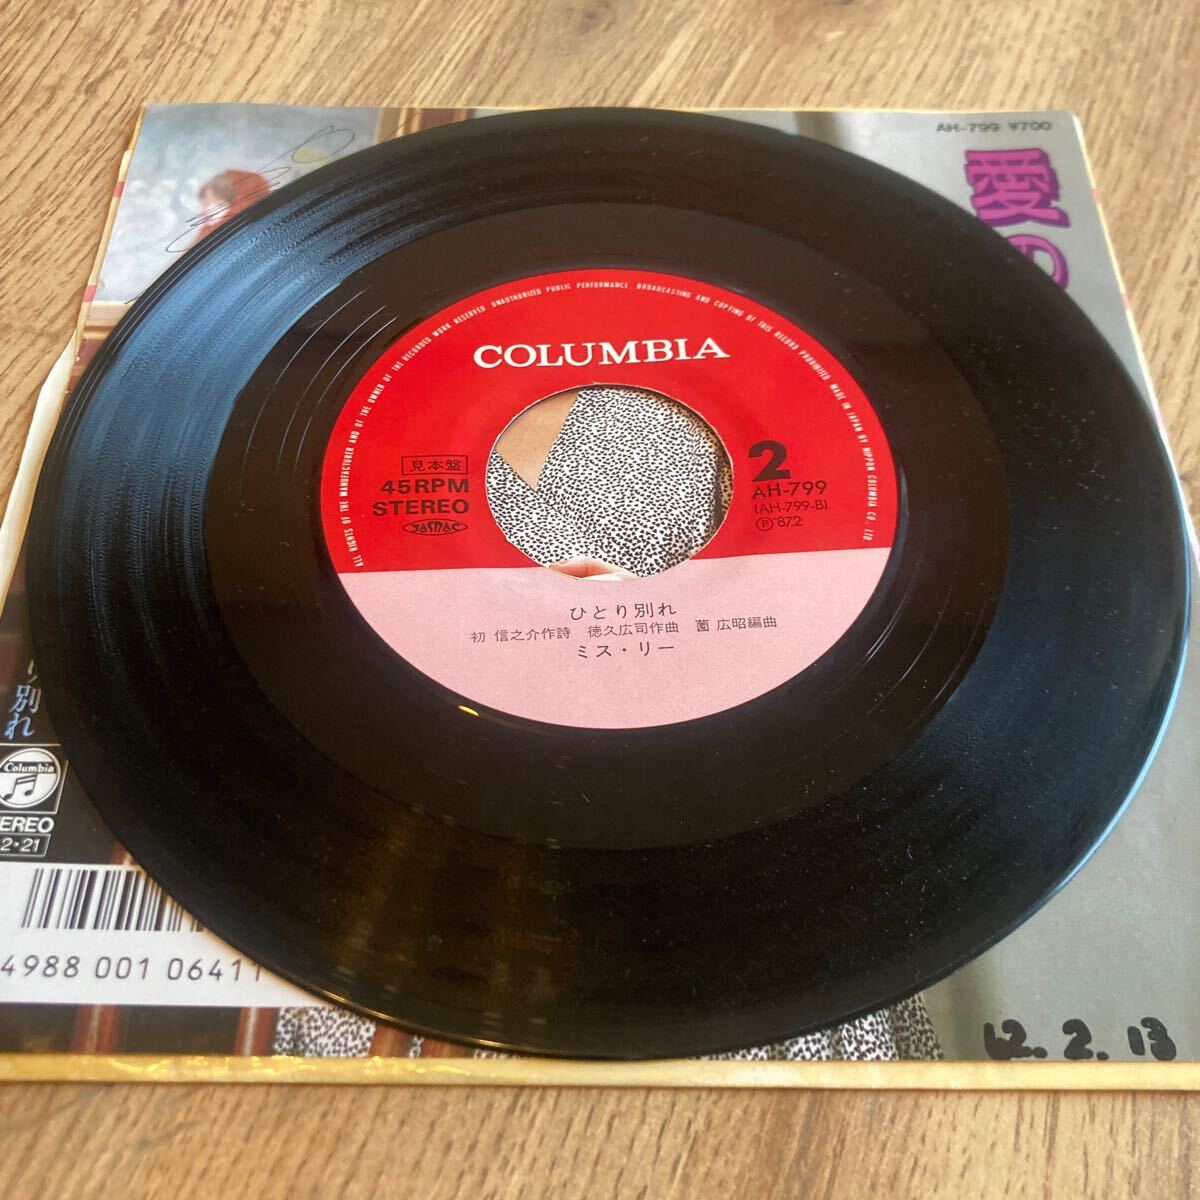 AH-799 ¥700
愛の
ALL RIGHTS OF THE MANUFACTURER AND OF THE OWNER OF THE RECORDED WORK RESERVED. UNAUTHORIZED PUBLIC PERFORMANCE, BROADCASTING AND COPYING OF THIS RECORD PROHIBITED MADE IN JAPAN BY NIPPON COLUMBIA CO., LTD.
COLUMBIA
見本盤
45RPM
STEREO
JASRAC
2
AH-799
(AH-799-B)
Ⓟ'87.2
ひとり別れ
初 信之介作詩 徳久広司作曲 薗 広昭編曲
ミス・リー
り別れ
Columbia
EREO
2・21
4988 001 06411
62.2.13